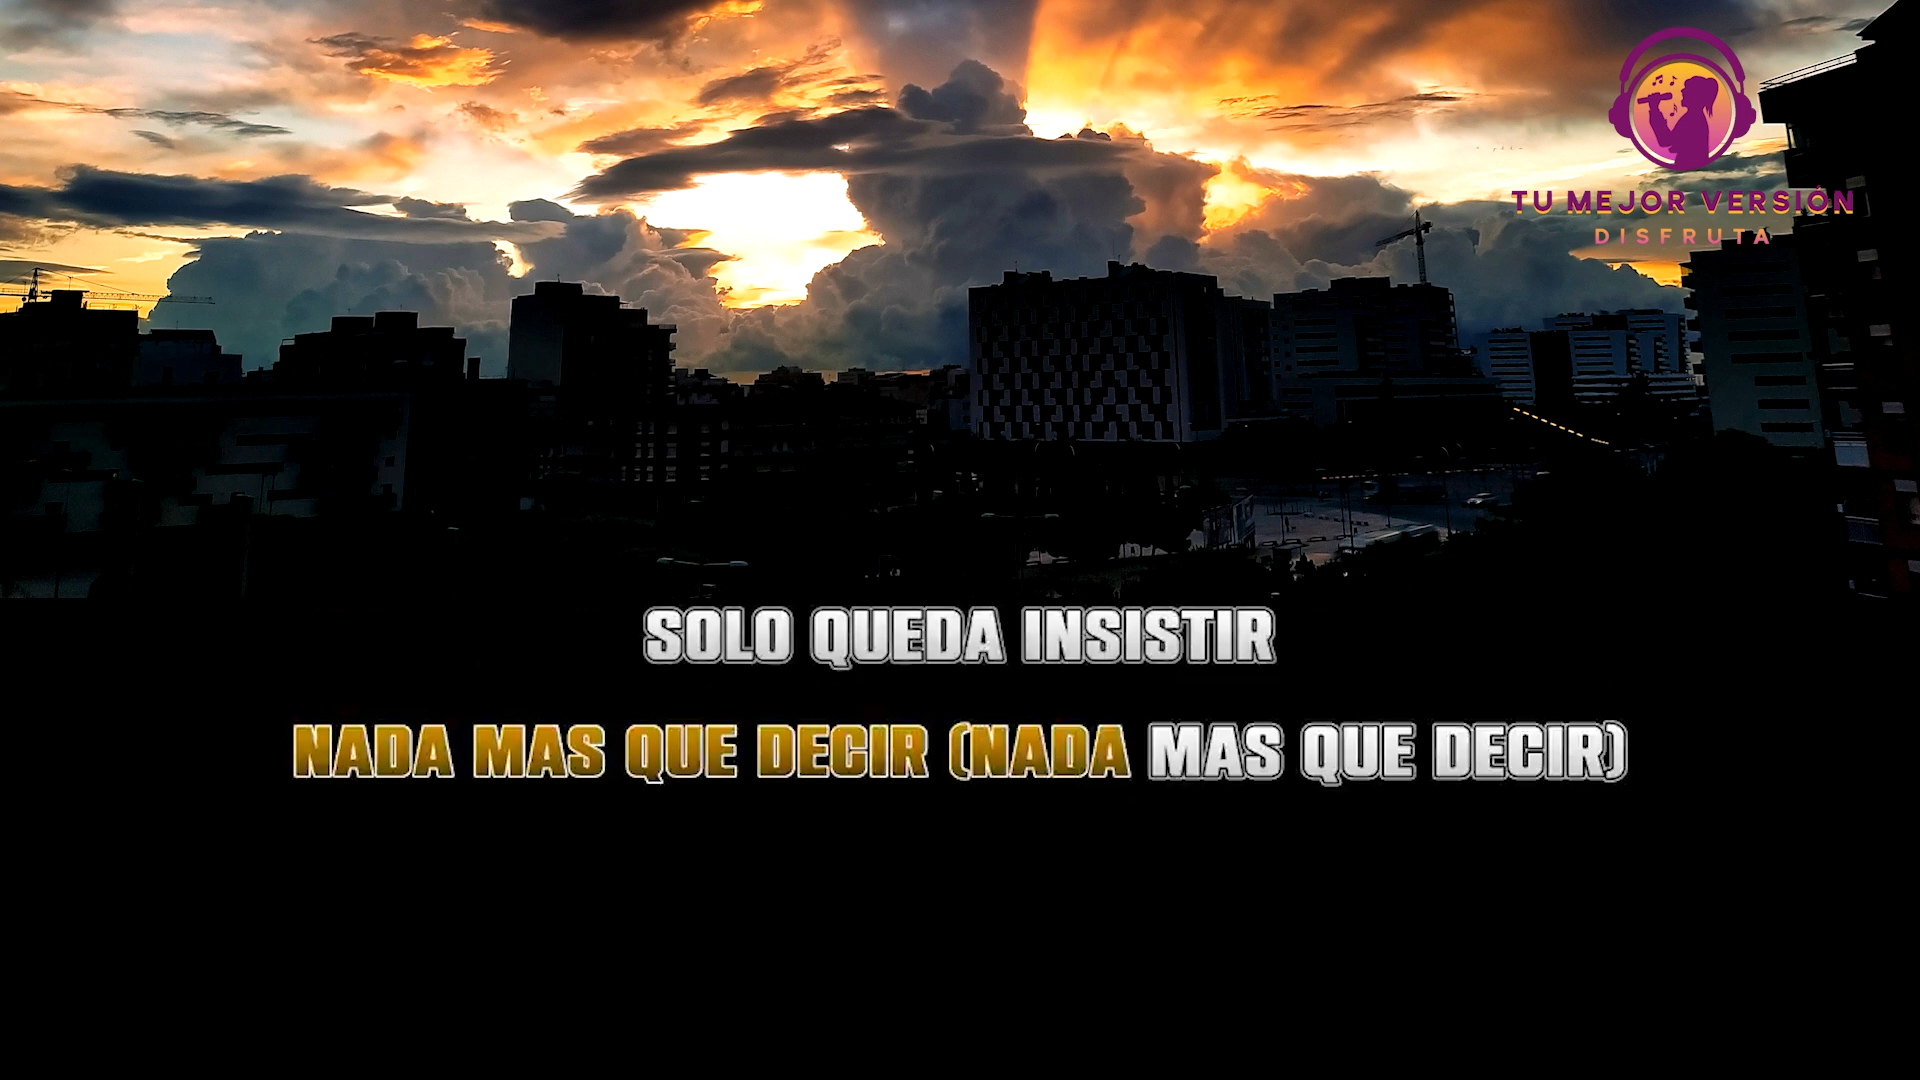 TU MEJOR VERSIÓN
DISFRUTA
SOLO QUEDA INSISTIR
NADA MAS QUE DECIR (NADA MAS QUE DECIR)